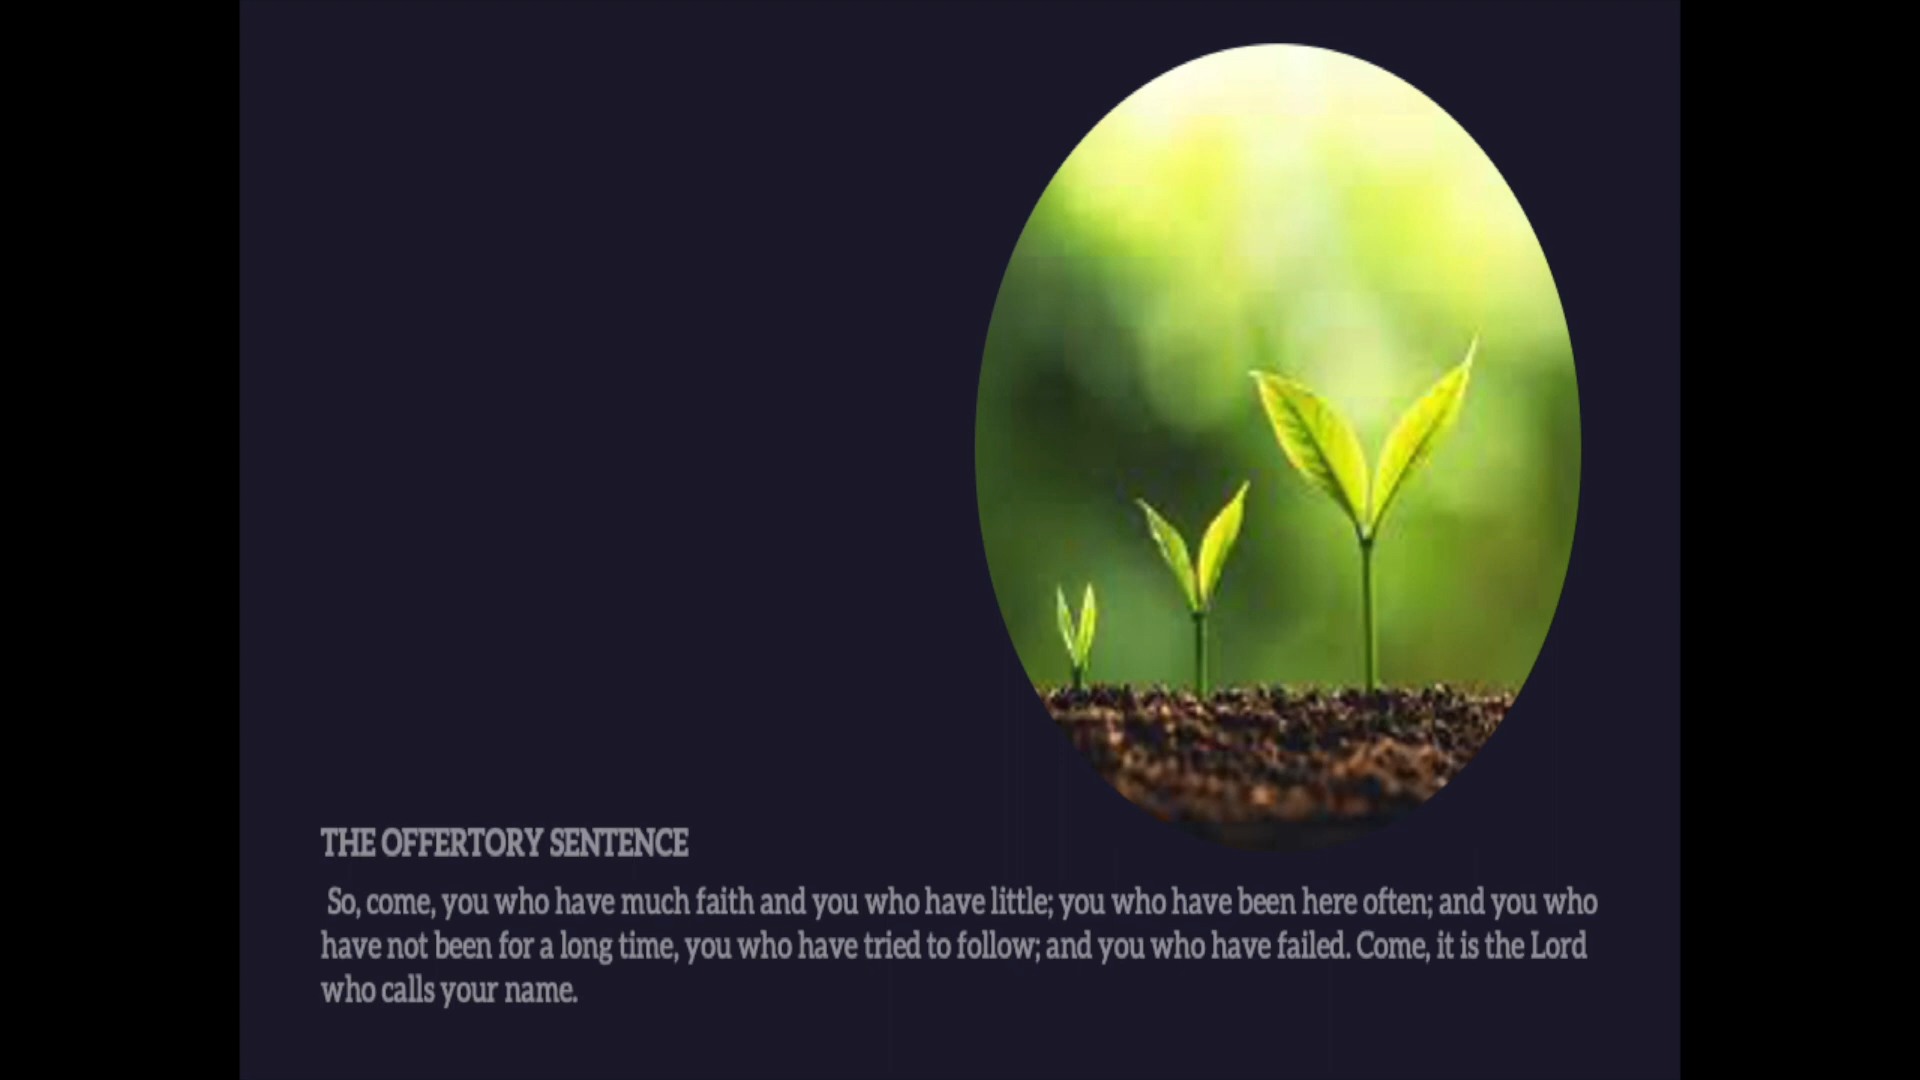 THE OFFERTORY SENTENCE
So, come, you who have much faith and you who have little; you who have been here often; and you who
have not been for a long time, you who have tried to follow; and you who have failed. Come, it is the Lord
who calls your name.